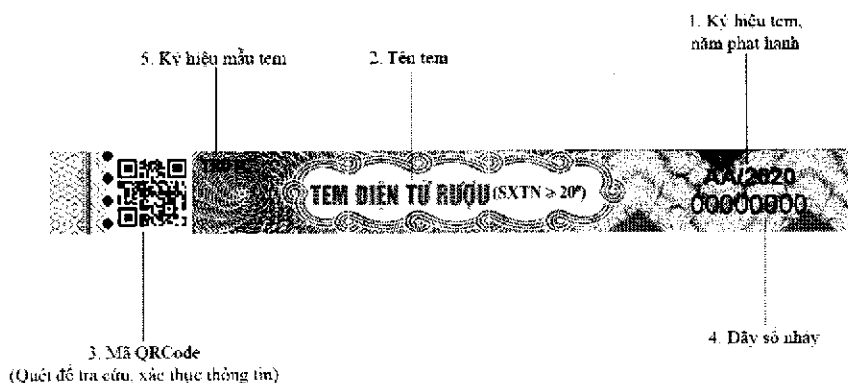 1. Ký hiệu tem,
năm phát hành
5. Ký hiệu mẫu tem
2. Tên tem
AA/2020
TEM ĐIỆN TỬ RƯỢU (SXTN ≥ 20º)
00000000
4. Dãy số nhảy
3. Mã QRCode
(Quét để tra cứu, xác thực thông tin)